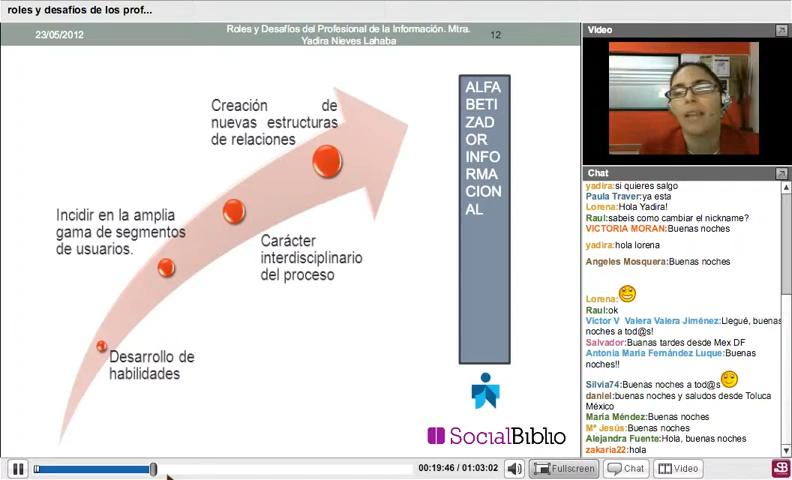 roles y desafíos de los prof...
23/05/2012
Roles y Desafíos del Profesional de la Información. Mtra.
Yadira Nieves Lahaba
12
Creación de
nuevas estructuras
de relaciones
Incidir en la amplia
gama de segmentos
de usuarios.
Carácter
interdisciplinario
del proceso
Desarrollo de
habilidades
ALFA
BETI
ZAD
OR
INFO
RMA
CION
AL
SocialBiblio
00:19:46 / 01:03:02
Fullscreen
Chat
Video
SB
Video
Chat
yadira:si quieres salgo
Paula Traver:ya esta
Lorena:Hola Yadira!
Raul:sabeis como cambiar el nickname?
VICTORIA MORAN:Buenas noches
yadira:hola lorena
Angeles Mosquera:Buenas noches
Lorena:
Raul:ok
Victor V Valera Valera Jiménez:Llegué, buenas
noches a tod@s!
Salvador:Buenas tardes desde Mex DF
Antonia María Fernández Luque:Buenas
noches!!
Silvia74:Buenas noches a tod@s
daniel:buenas noches y saludos desde Toluca
México
María Méndez:Buenas noches
Mª Jesús:Buenas noches
Alejandra Fuente:Hola, buenas noches
zakaria22:hola